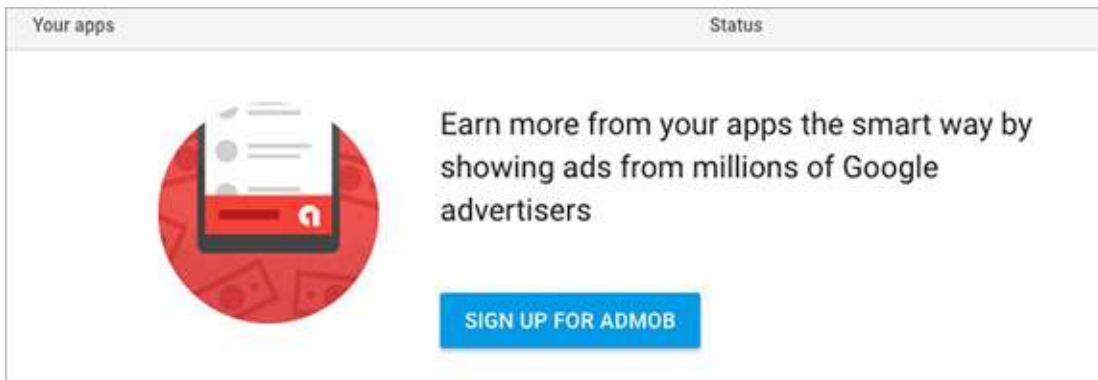 Your apps
Status
Earn more from your apps the smart way by
showing ads from millions of Google
advertisers
SIGN UP FOR ADMOB